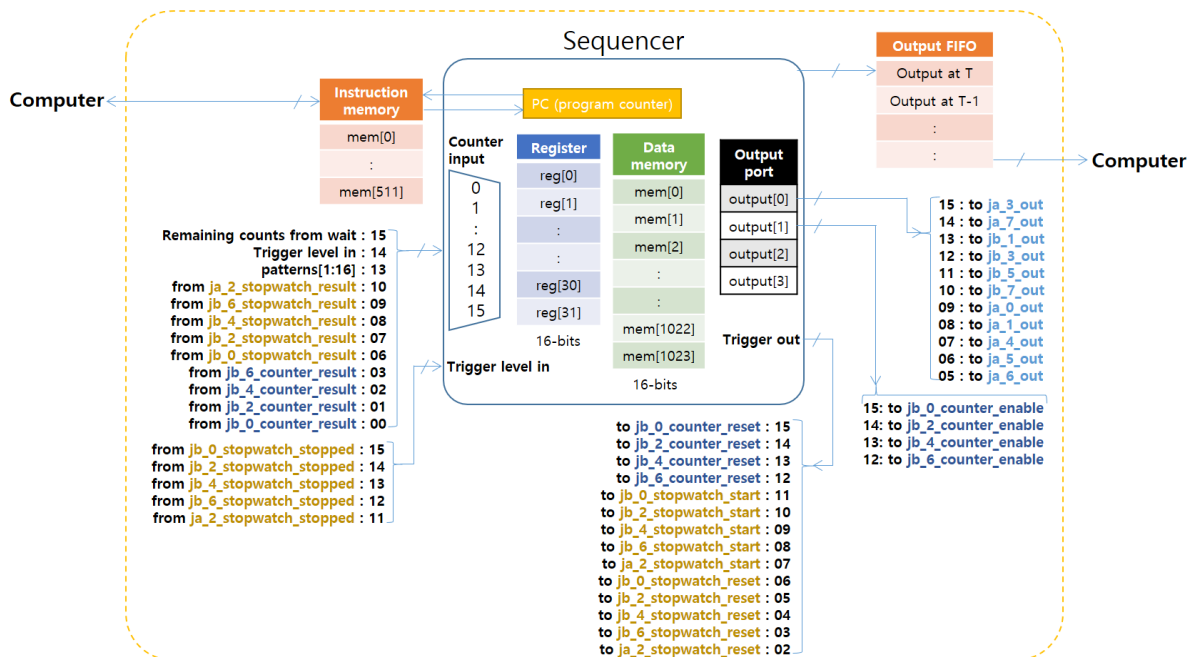 Sequencer
Computer
Instruction memory
mem[0]
:
mem[511]
PC (program counter)
Output FIFO
Output at T
Output at T-1
:
:
Computer
Counter input
0
1
:
12
13
14
15
Register
reg[0]
reg[1]
:
:
reg[30]
reg[31]
16-bits
Data memory
mem[0]
mem[1]
mem[2]
:
:
mem[1022]
mem[1023]
16-bits
Output port
output[0]
output[1]
output[2]
output[3]
Trigger out
Trigger level in
Remaining counts from wait : 15
Trigger level in : 14
patterns[1:16] : 13
from ja_2_stopwatch_result : 10
from jb_6_stopwatch_result : 09
from jb_4_stopwatch_result : 08
from jb_2_stopwatch_result : 07
from jb_0_stopwatch_result : 06
from jb_6_counter_result : 03
from jb_4_counter_result : 02
from jb_2_counter_result : 01
from jb_0_counter_result : 00
from jb_0_stopwatch_stopped : 15
from jb_2_stopwatch_stopped : 14
from jb_4_stopwatch_stopped : 13
from jb_6_stopwatch_stopped : 12
from ja_2_stopwatch_stopped : 11
15 : to ja_3_out
14 : to ja_7_out
13 : to jb_1_out
12 : to jb_3_out
11 : to jb_5_out
10 : to jb_7_out
09 : to ja_0_out
08 : to ja_1_out
07 : to ja_4_out
06 : to ja_5_out
05 : to ja_6_out
15: to jb_0_counter_enable
14: to jb_2_counter_enable
13: to jb_4_counter_enable
12: to jb_6_counter_enable
to jb_0_counter_reset : 15
to jb_2_counter_reset : 14
to jb_4_counter_reset : 13
to jb_6_counter_reset : 12
to jb_0_stopwatch_start : 11
to jb_2_stopwatch_start : 10
to jb_4_stopwatch_start : 09
to jb_6_stopwatch_start : 08
to ja_2_stopwatch_start : 07
to jb_0_stopwatch_reset : 06
to jb_2_stopwatch_reset : 05
to jb_4_stopwatch_reset : 04
to jb_6_stopwatch_reset : 03
to ja_2_stopwatch_reset : 02